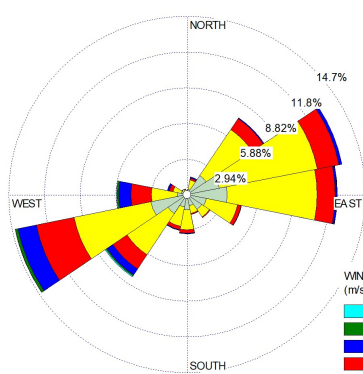 NORTH
14.7%
11.8%
8.82%
5.88%
2.94%
WEST
EAST
WIN
(m/s
SOUTH